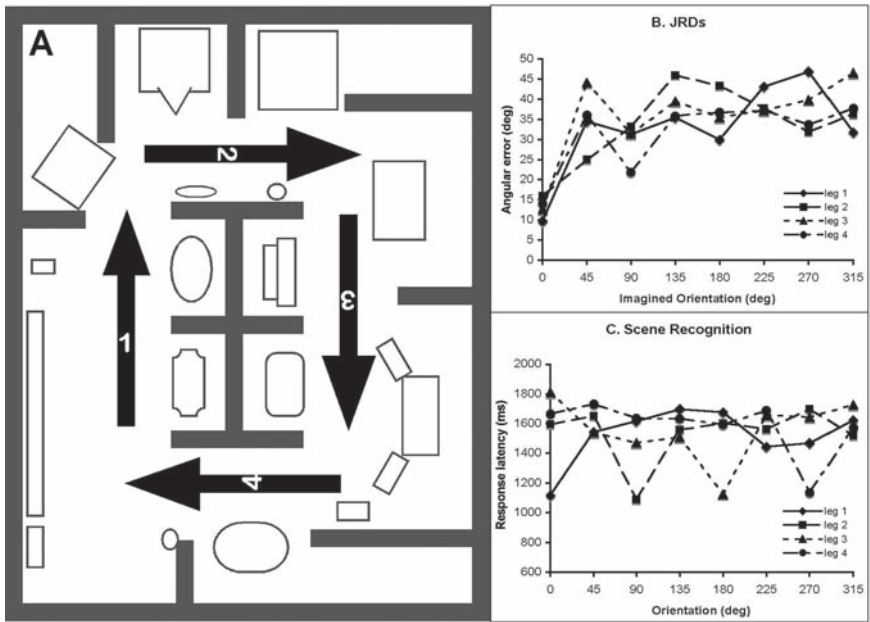 A
1
2
3
4
B. JRDs
Angular error (deg)
50
45
40
35
30
25
20
15
10
5
0
0 45 90 135 180 225 270 315
Imagined Orientation (deg)
leg 1
leg 2
leg 3
leg 4
C. Scene Recognition
Response latency (ms)
2000
1800
1600
1400
1200
1000
800
600
0 45 90 135 180 225 270 315
Orientation (deg)
leg 1
leg 2
leg 3
leg 4